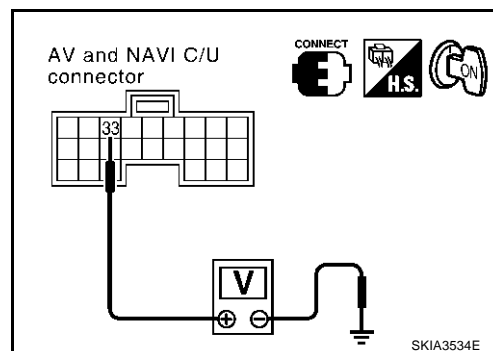 AV and NAVI C/U
connector
CONNECT
H.S.
ON
33
V
+ −
SKIA3534E